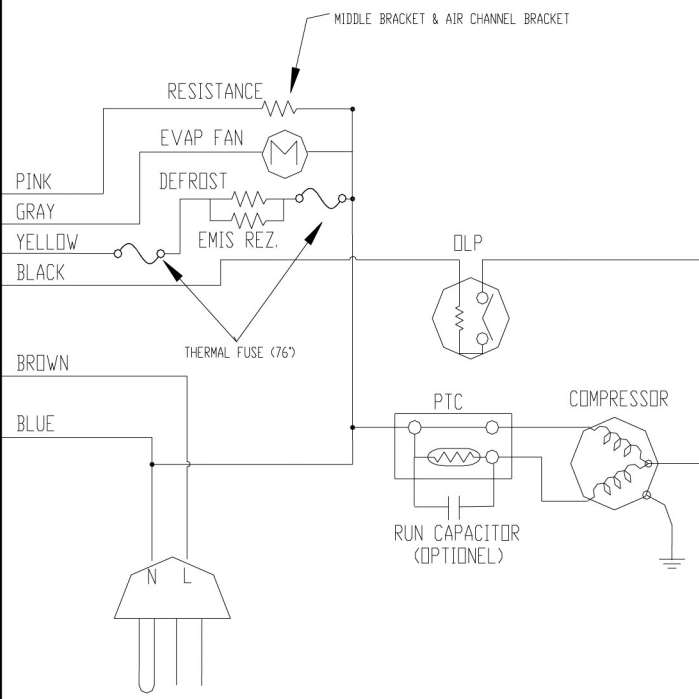 MIDDLE BRACKET & AIR CHANNEL BRACKET
RESISTANCE
EVAP FAN
M
PINK
DEFROST
GRAY
YELLOW
EMIS REZ.
OLP
BLACK
THERMAL FUSE (76°)
BROWN
PTC
COMPRESSOR
BLUE
RUN CAPACITOR
(OPTIONEL)
N L